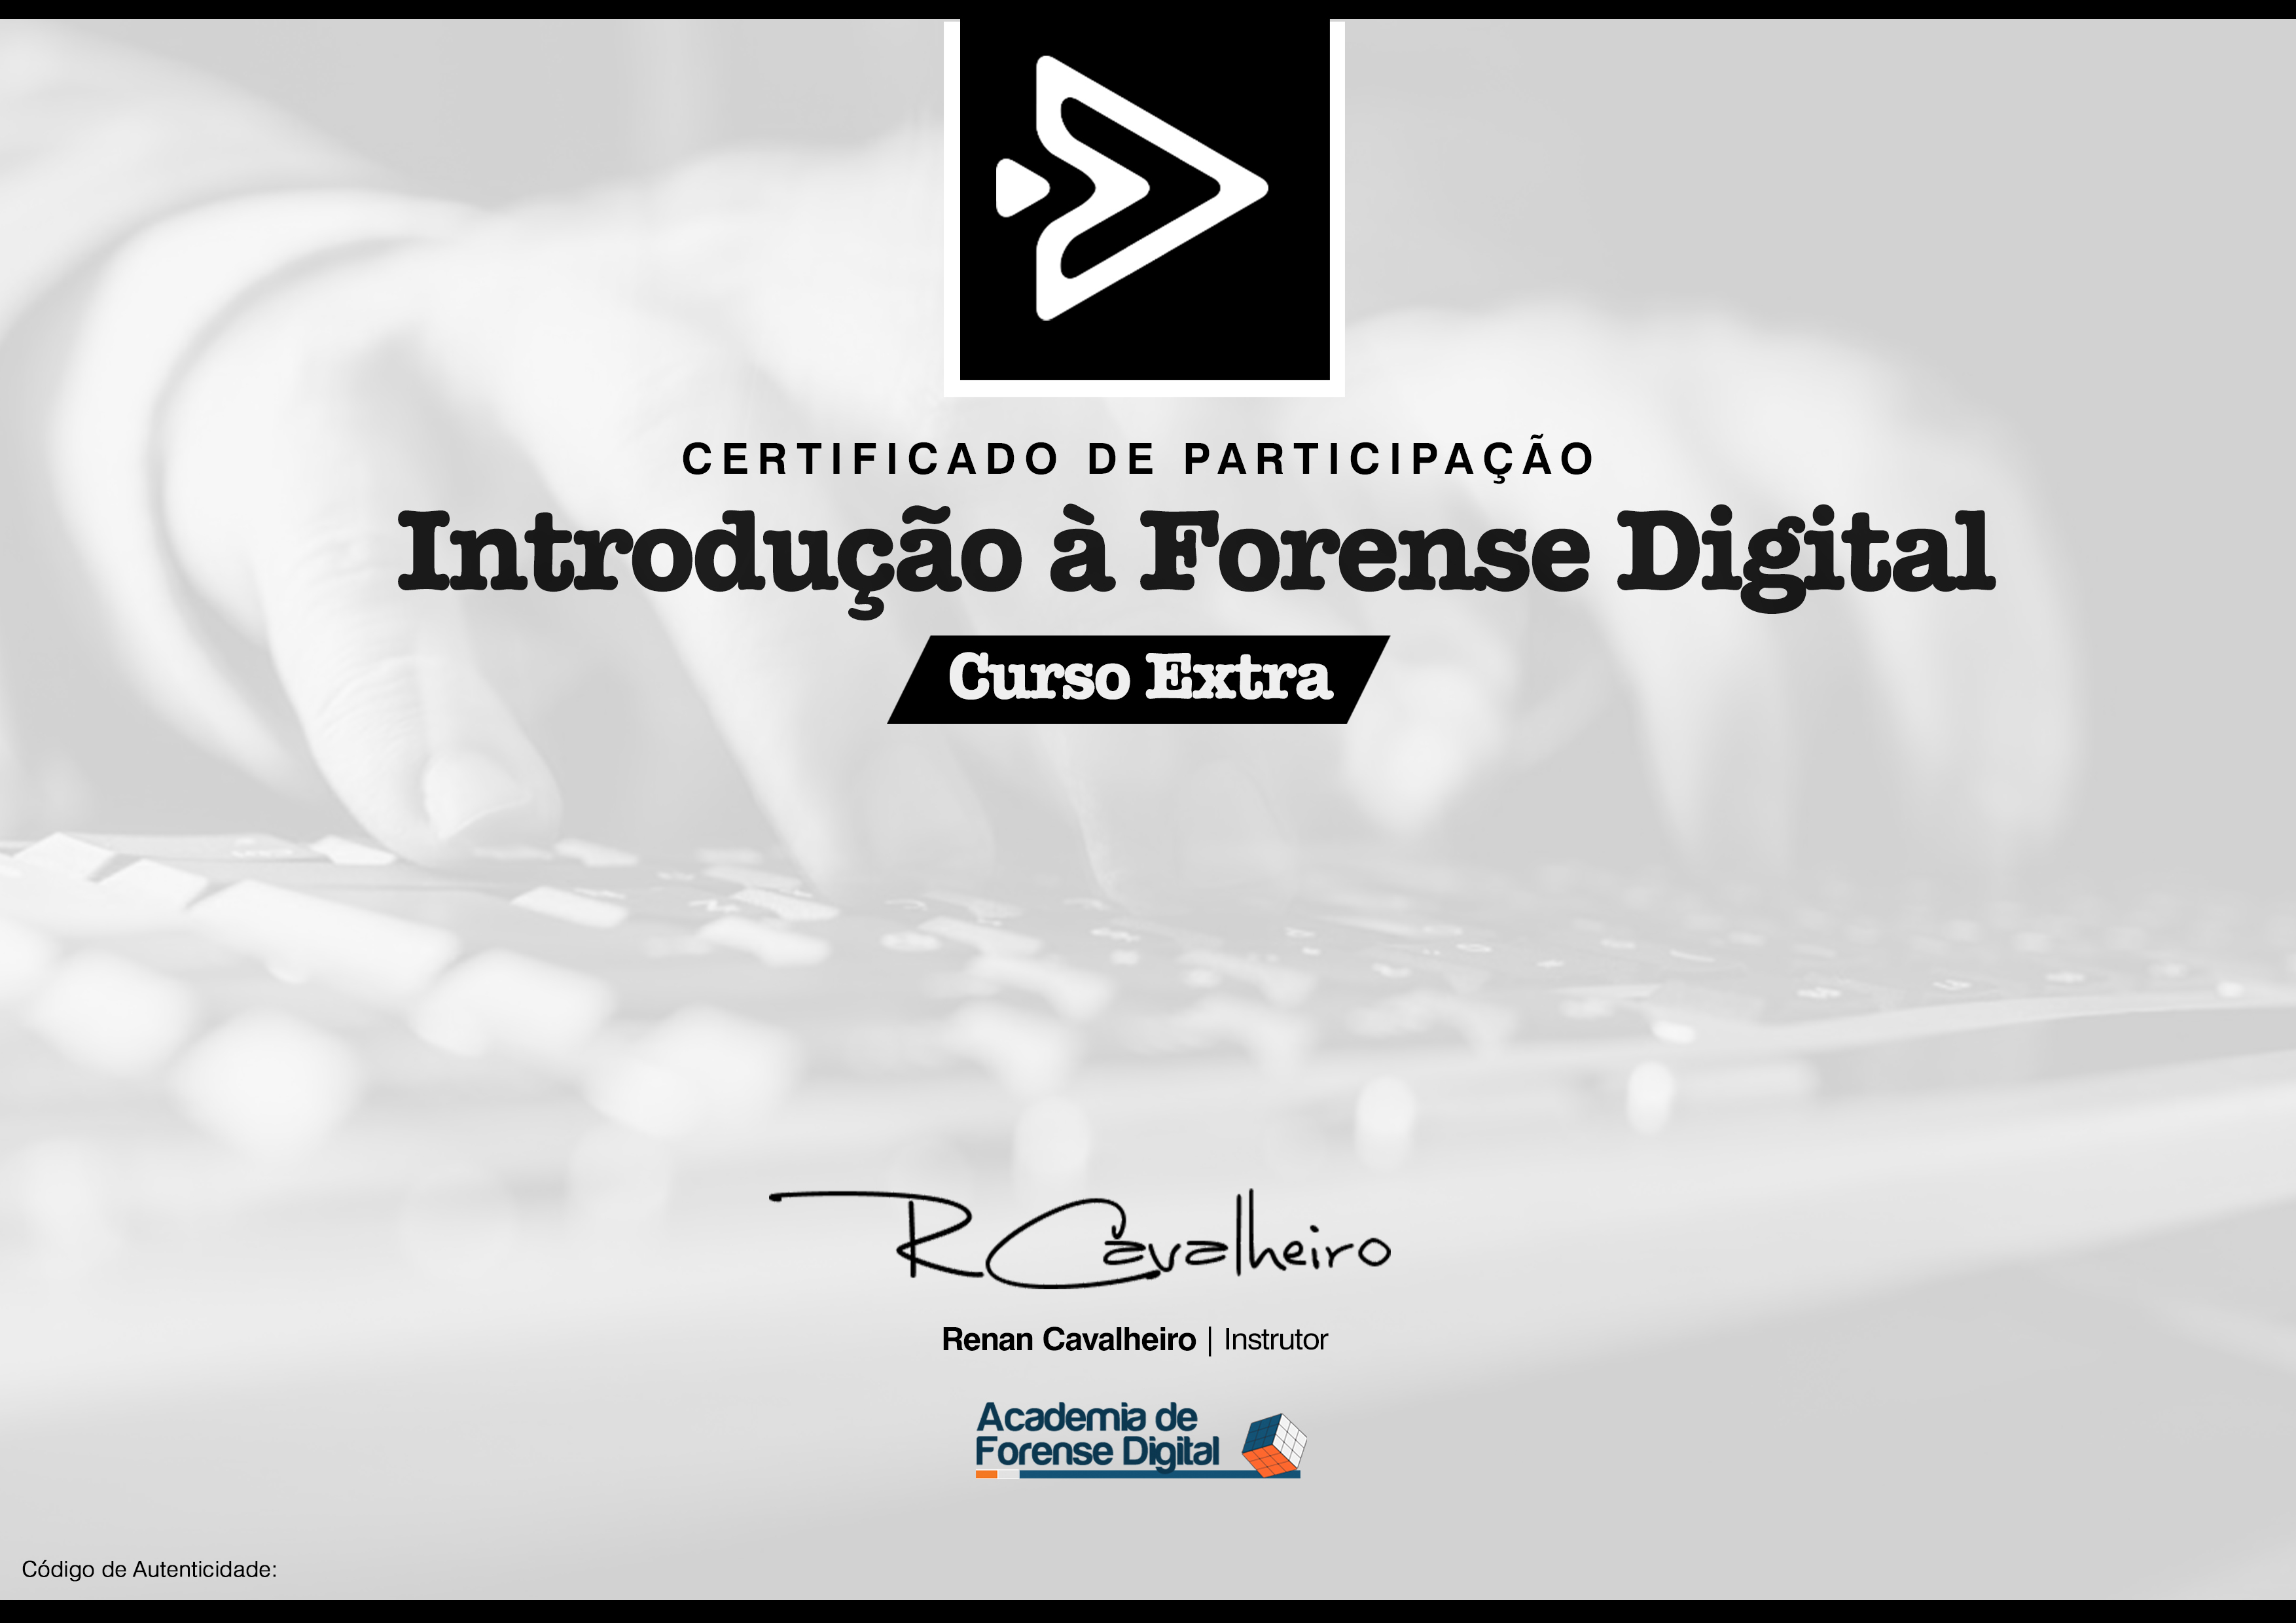 CERTIFICADO DE PARTICIPAÇÃO
Introdução à Forense Digital
Curso Extra
R Cavalheiro
Renan Cavalheiro | Instrutor
Academia de
Forense Digital
Código de Autenticidade: